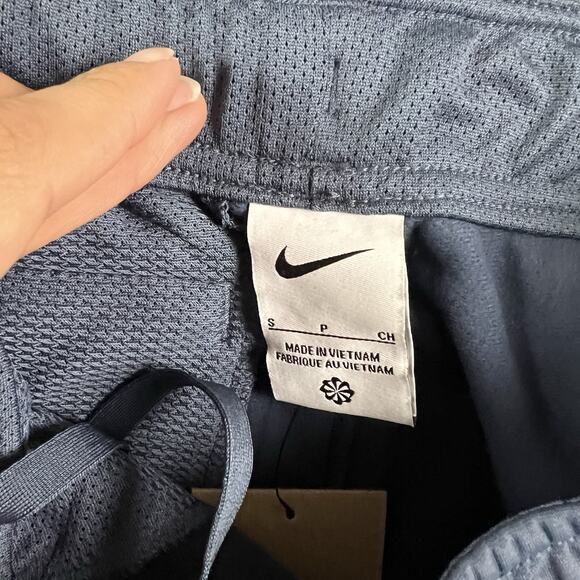 S P CH
MADE IN VIETNAM
FABRIQUE AU VIETNAM